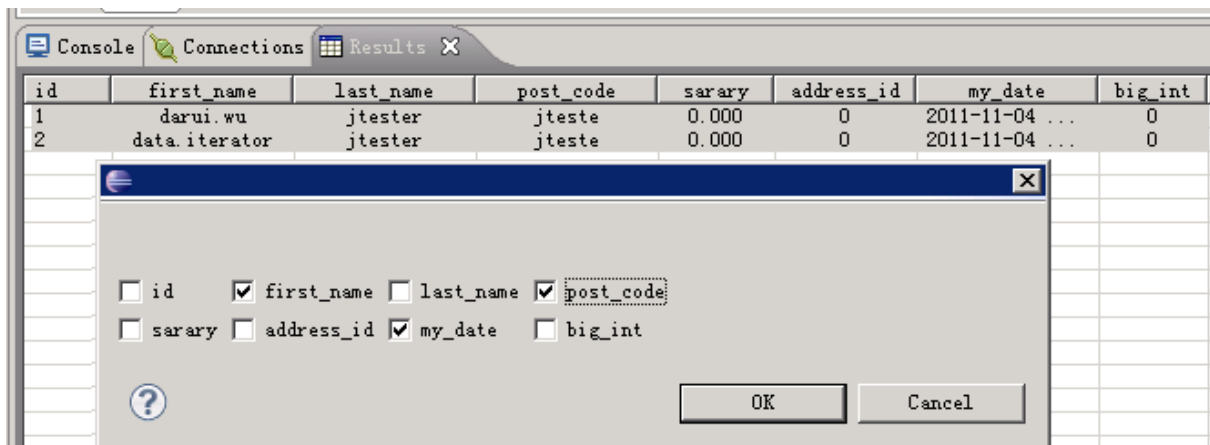 Console Connections Results
id first_name last_name post_code sarary address_id my_date big_int
1 darui.wu jtester jteste 0.000 0 2011-11-04 ... 0
2 data.iterator jtester jteste 0.000 0 2011-11-04 ... 0
id first_name last_name post_code
sarary address_id my_date big_int
? OK Cancel